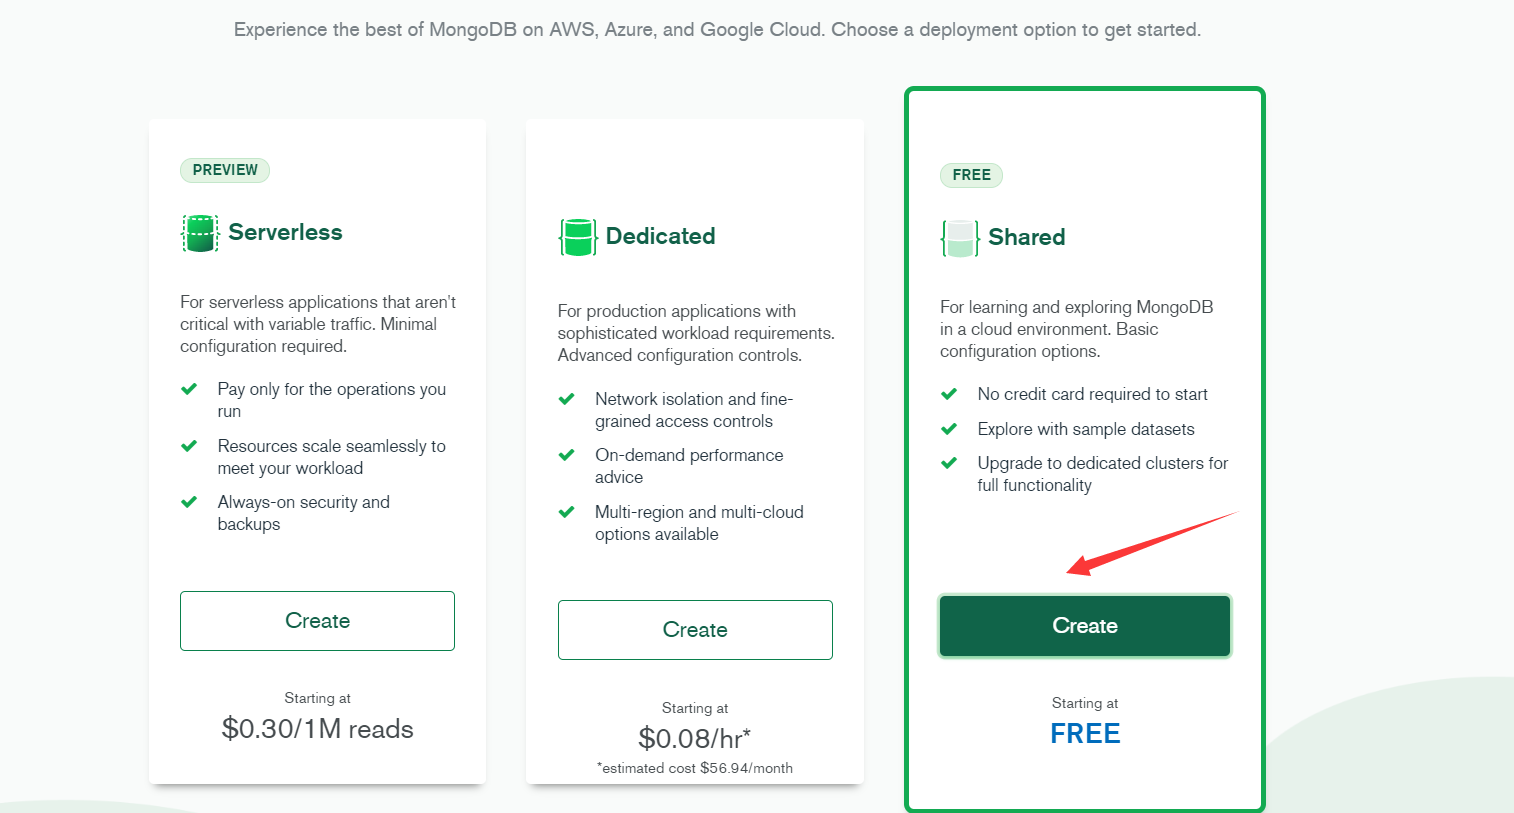 Experience the best of MongoDB on AWS, Azure, and Google Cloud. Choose a deployment option to get started.
PREVIEW
Serverless
For serverless applications that aren't
critical with variable traffic. Minimal
configuration required.
Pay only for the operations you
run
Resources scale seamlessly to
meet your workload
Always-on security and
backups
Create
Starting at
$0.30/1M reads
Dedicated
For production applications with
sophisticated workload requirements.
Advanced configuration controls.
Network isolation and fine-
grained access controls
On-demand performance
advice
Multi-region and multi-cloud
options available
Create
Starting at
$0.08/hr*
*estimated cost $56.94/month
FREE
Shared
For learning and exploring MongoDB
in a cloud environment. Basic
configuration options.
No credit card required to start
Explore with sample datasets
Upgrade to dedicated clusters for
full functionality
Create
Starting at
FREE